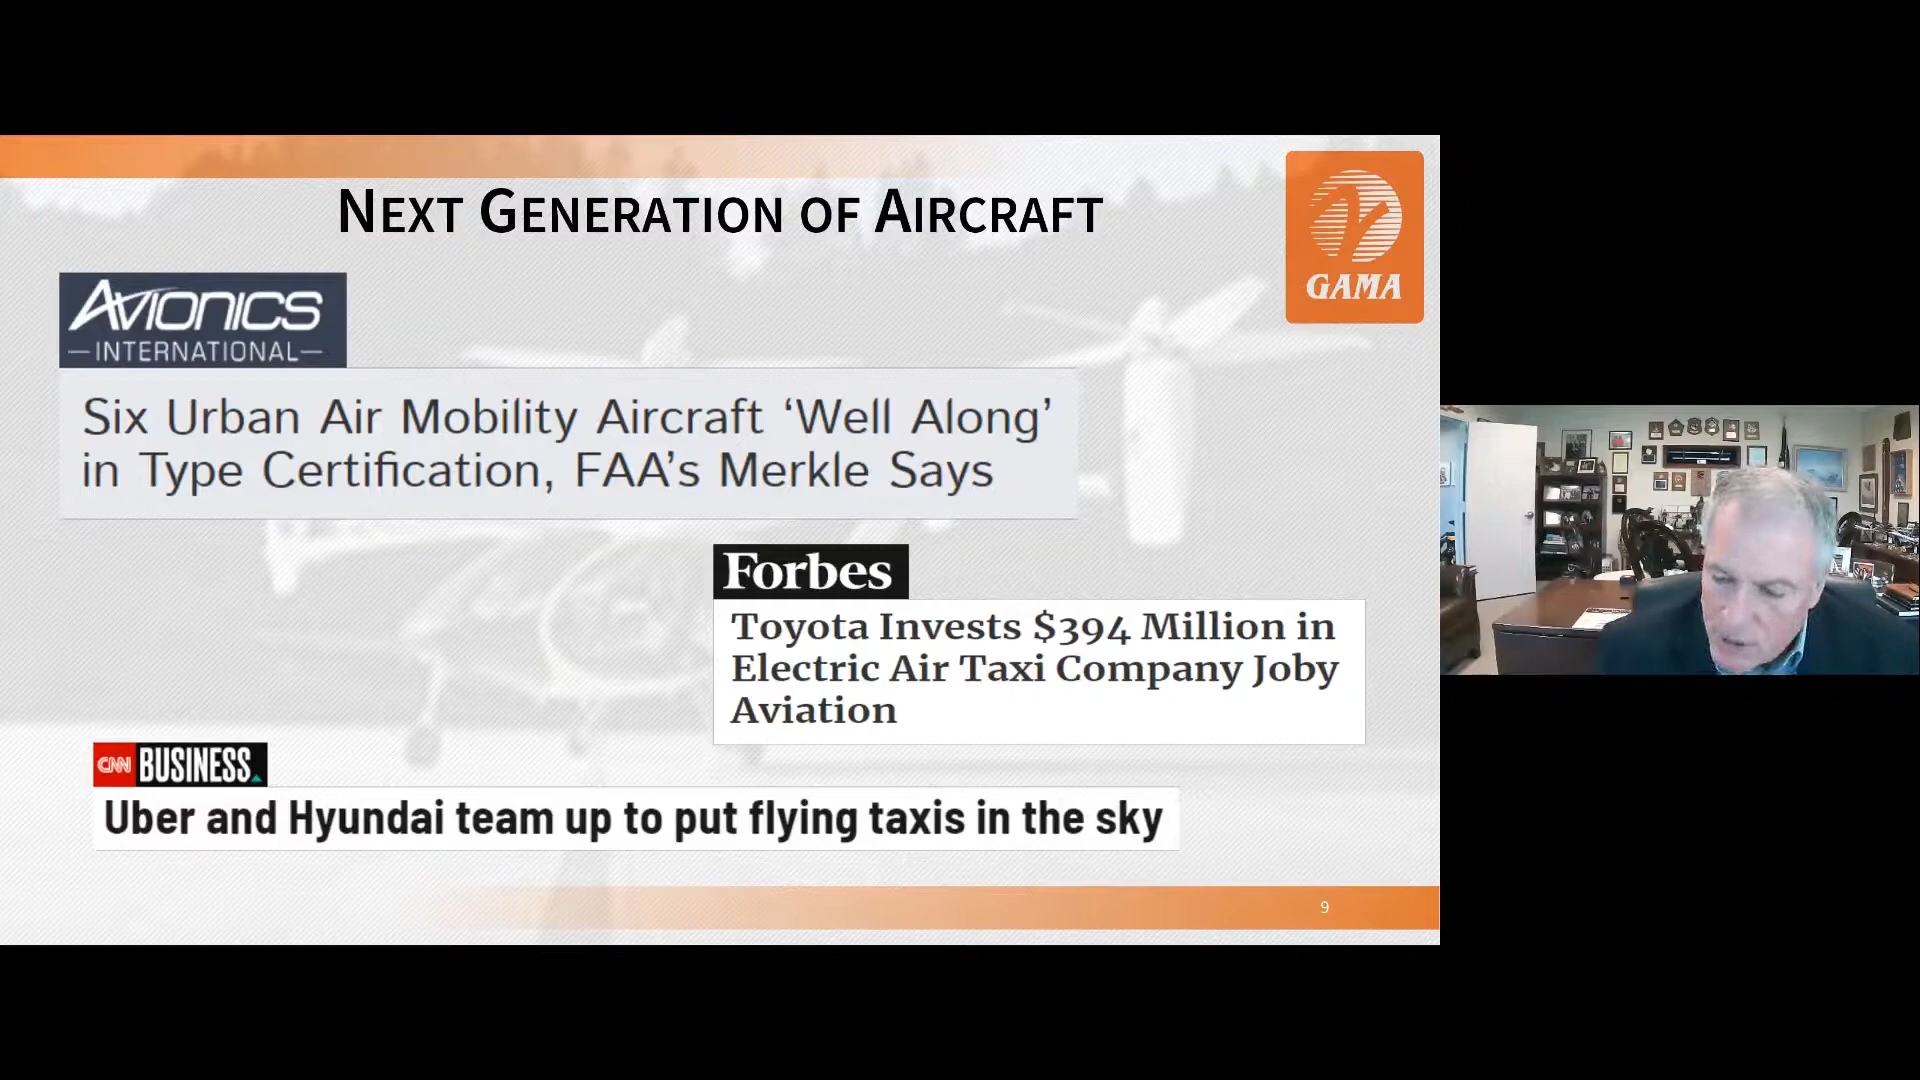 NEXT GENERATION OF AIRCRAFT
GAMA
AVIONICS
INTERNATIONAL
Six Urban Air Mobility Aircraft ‘Well Along’
in Type Certification, FAA’s Merkle Says
Forbes
Toyota Invests $394 Million in
Electric Air Taxi Company Joby
Aviation
CNN BUSINESS
Uber and Hyundai team up to put flying taxis in the sky
9